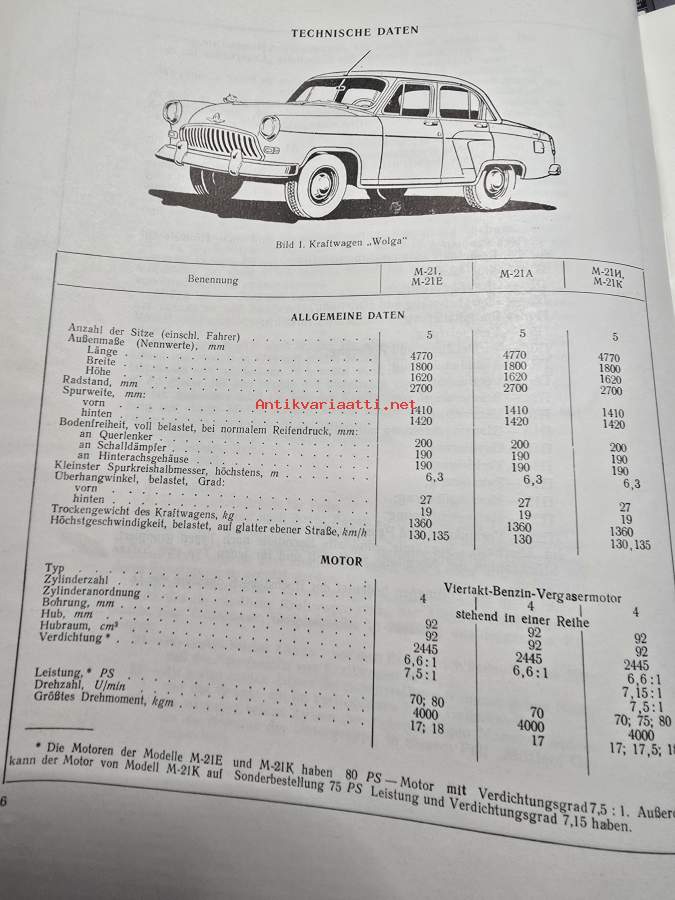 TECHNISCHE DATEN
Bild 1. Kraftwagen „Wolga"
Benennung М-21, М-21Е М-21А М-21И, М-21К
ALLGEMEINE DATEN
Anzahl der Sitze (einschl. Fahrer) 5 5 5
Außenmaße (Nennwerte), mm
Länge 4770 4770 4770
Breite 1800 1800 1800
Höhe 1620 1620 1620
Radstand, mm 2700 2700 2700
Spurweite, mm:
Antikvariaatti.net
vorn 1410 1410 1410
hinten 1420 1420 1420
Bodenfreiheit, voll belastet, bei normalem Reifendruck, mm:
an Querlenker 200 200 200
an Schalldämpfer 190 190 190
an Hinterachsgehäuse 190 190 190
Kleinster Spurkreishalbmesser, höchstens, m 6,3 6,3 6,3
Überhangwinkel, belastet, Grad:
vorn 27 27 27
hinten 19 19 19
Trockengewicht des Kraftwagens, kg 1360 1360 1360
Höchstgeschwindigkeit, belastet, auf glatter ebener Straße, km/h 130,135 130 130,135
MOTOR
Typ Viertakt-Benzin-Vergasermotor
Zylinderzahl 4 4 4
Zylinderanordnung stehend in einer Reihe
Bohrung, mm 92 92 92
Hub, mm 92 92 92
Hubraum, cm³ 2445 2445 2445
Verdichtung * 6,6:1 6,6:1 6,6:1
7,5:1 7,15:1
7,5:1
Leistung,* PS 70; 80 70 70; 75; 80
Drehzahl, U/min 4000 4000 4000
Größtes Drehmoment, kgm 17; 18 17 17; 17,5; 18
* Die Motoren der Modelle M-21E und M-21K haben 80 PS — Motor mit Verdichtungsgrad 7,5 : 1.
kann der Motor von Modell M-21K auf Sonderbestellung 75 PS Leistung und Verdichtungsgrad 7,15 haben.
6